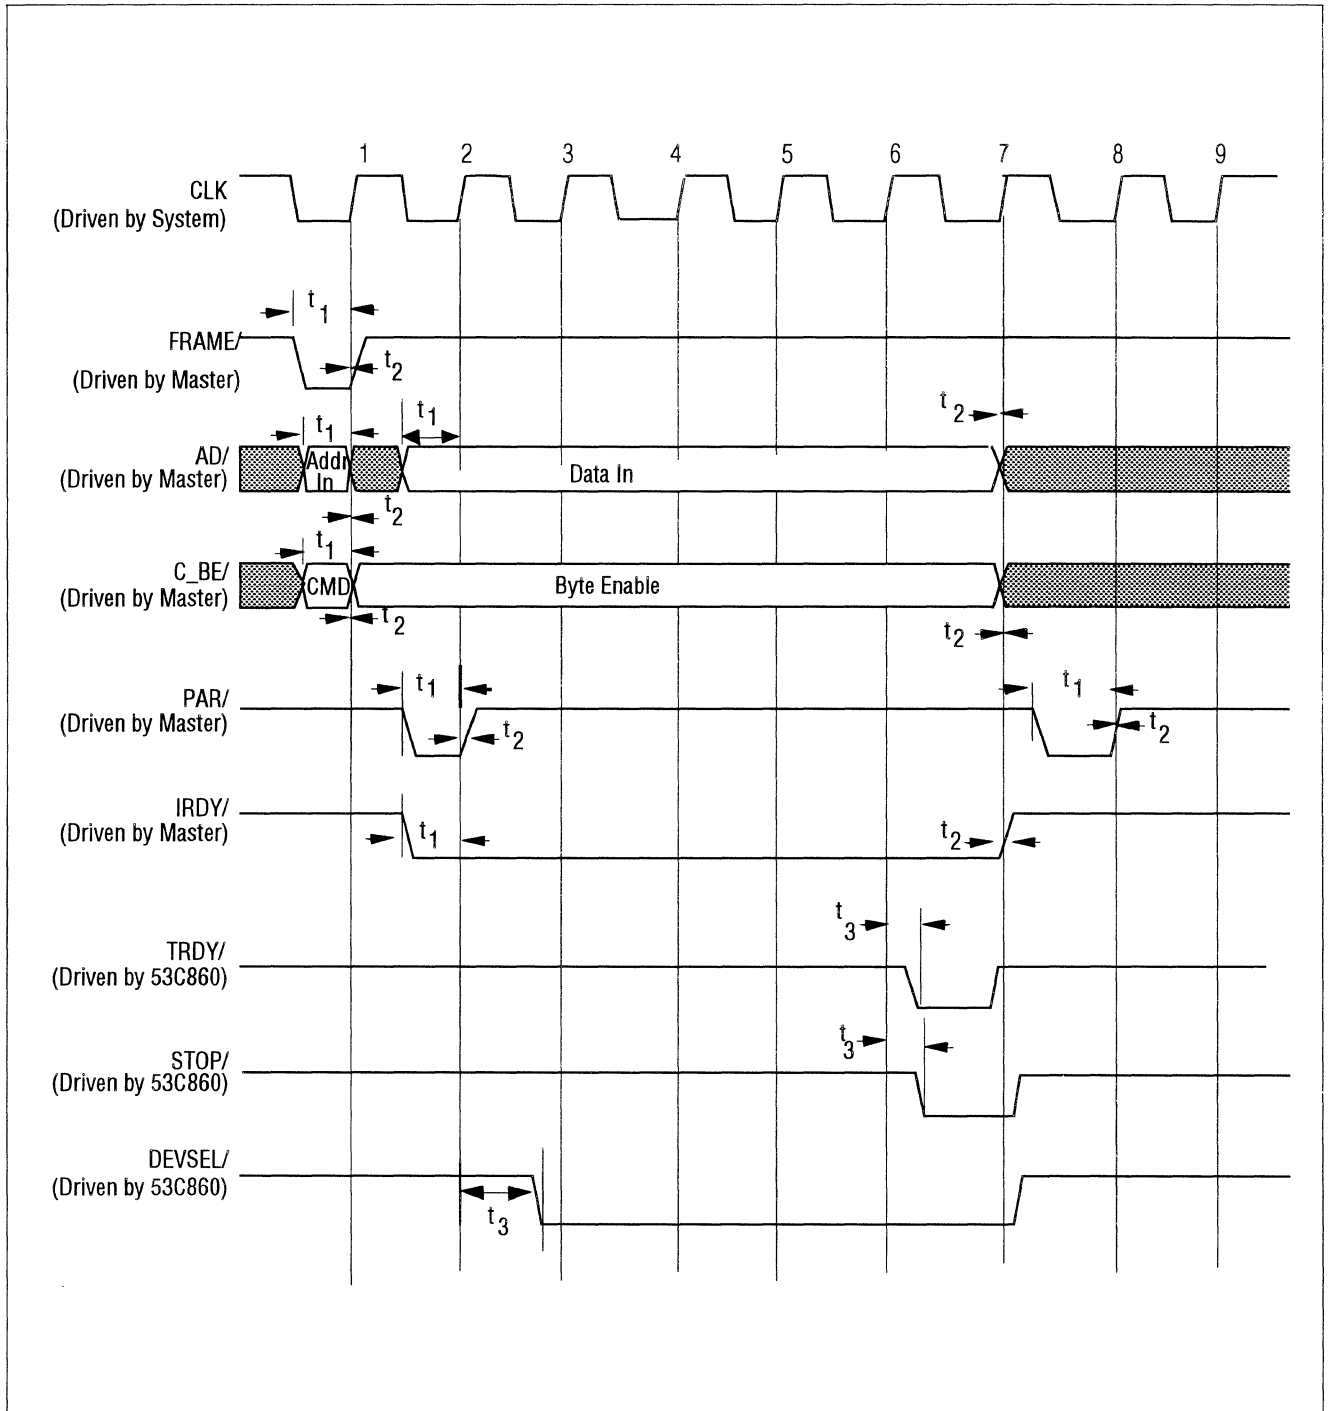 1 2 3 4 5 6 7 8 9
CLK
(Driven by System)
t1
FRAME/
t2
(Driven by Master)
t1
t1
t2
AD/
(Driven by Master)
Addr
In
Data In
t2
t1
C_BE/
(Driven by Master)
CMD
Byte Enable
t2
t2
PAR/
(Driven by Master)
t1
t2
t1
t2
IRDY/
(Driven by Master)
t1
t2
t3
TRDY/
(Driven by 53C860)
t3
STOP/
(Driven by 53C860)
DEVSEL/
(Driven by 53C860)
t3